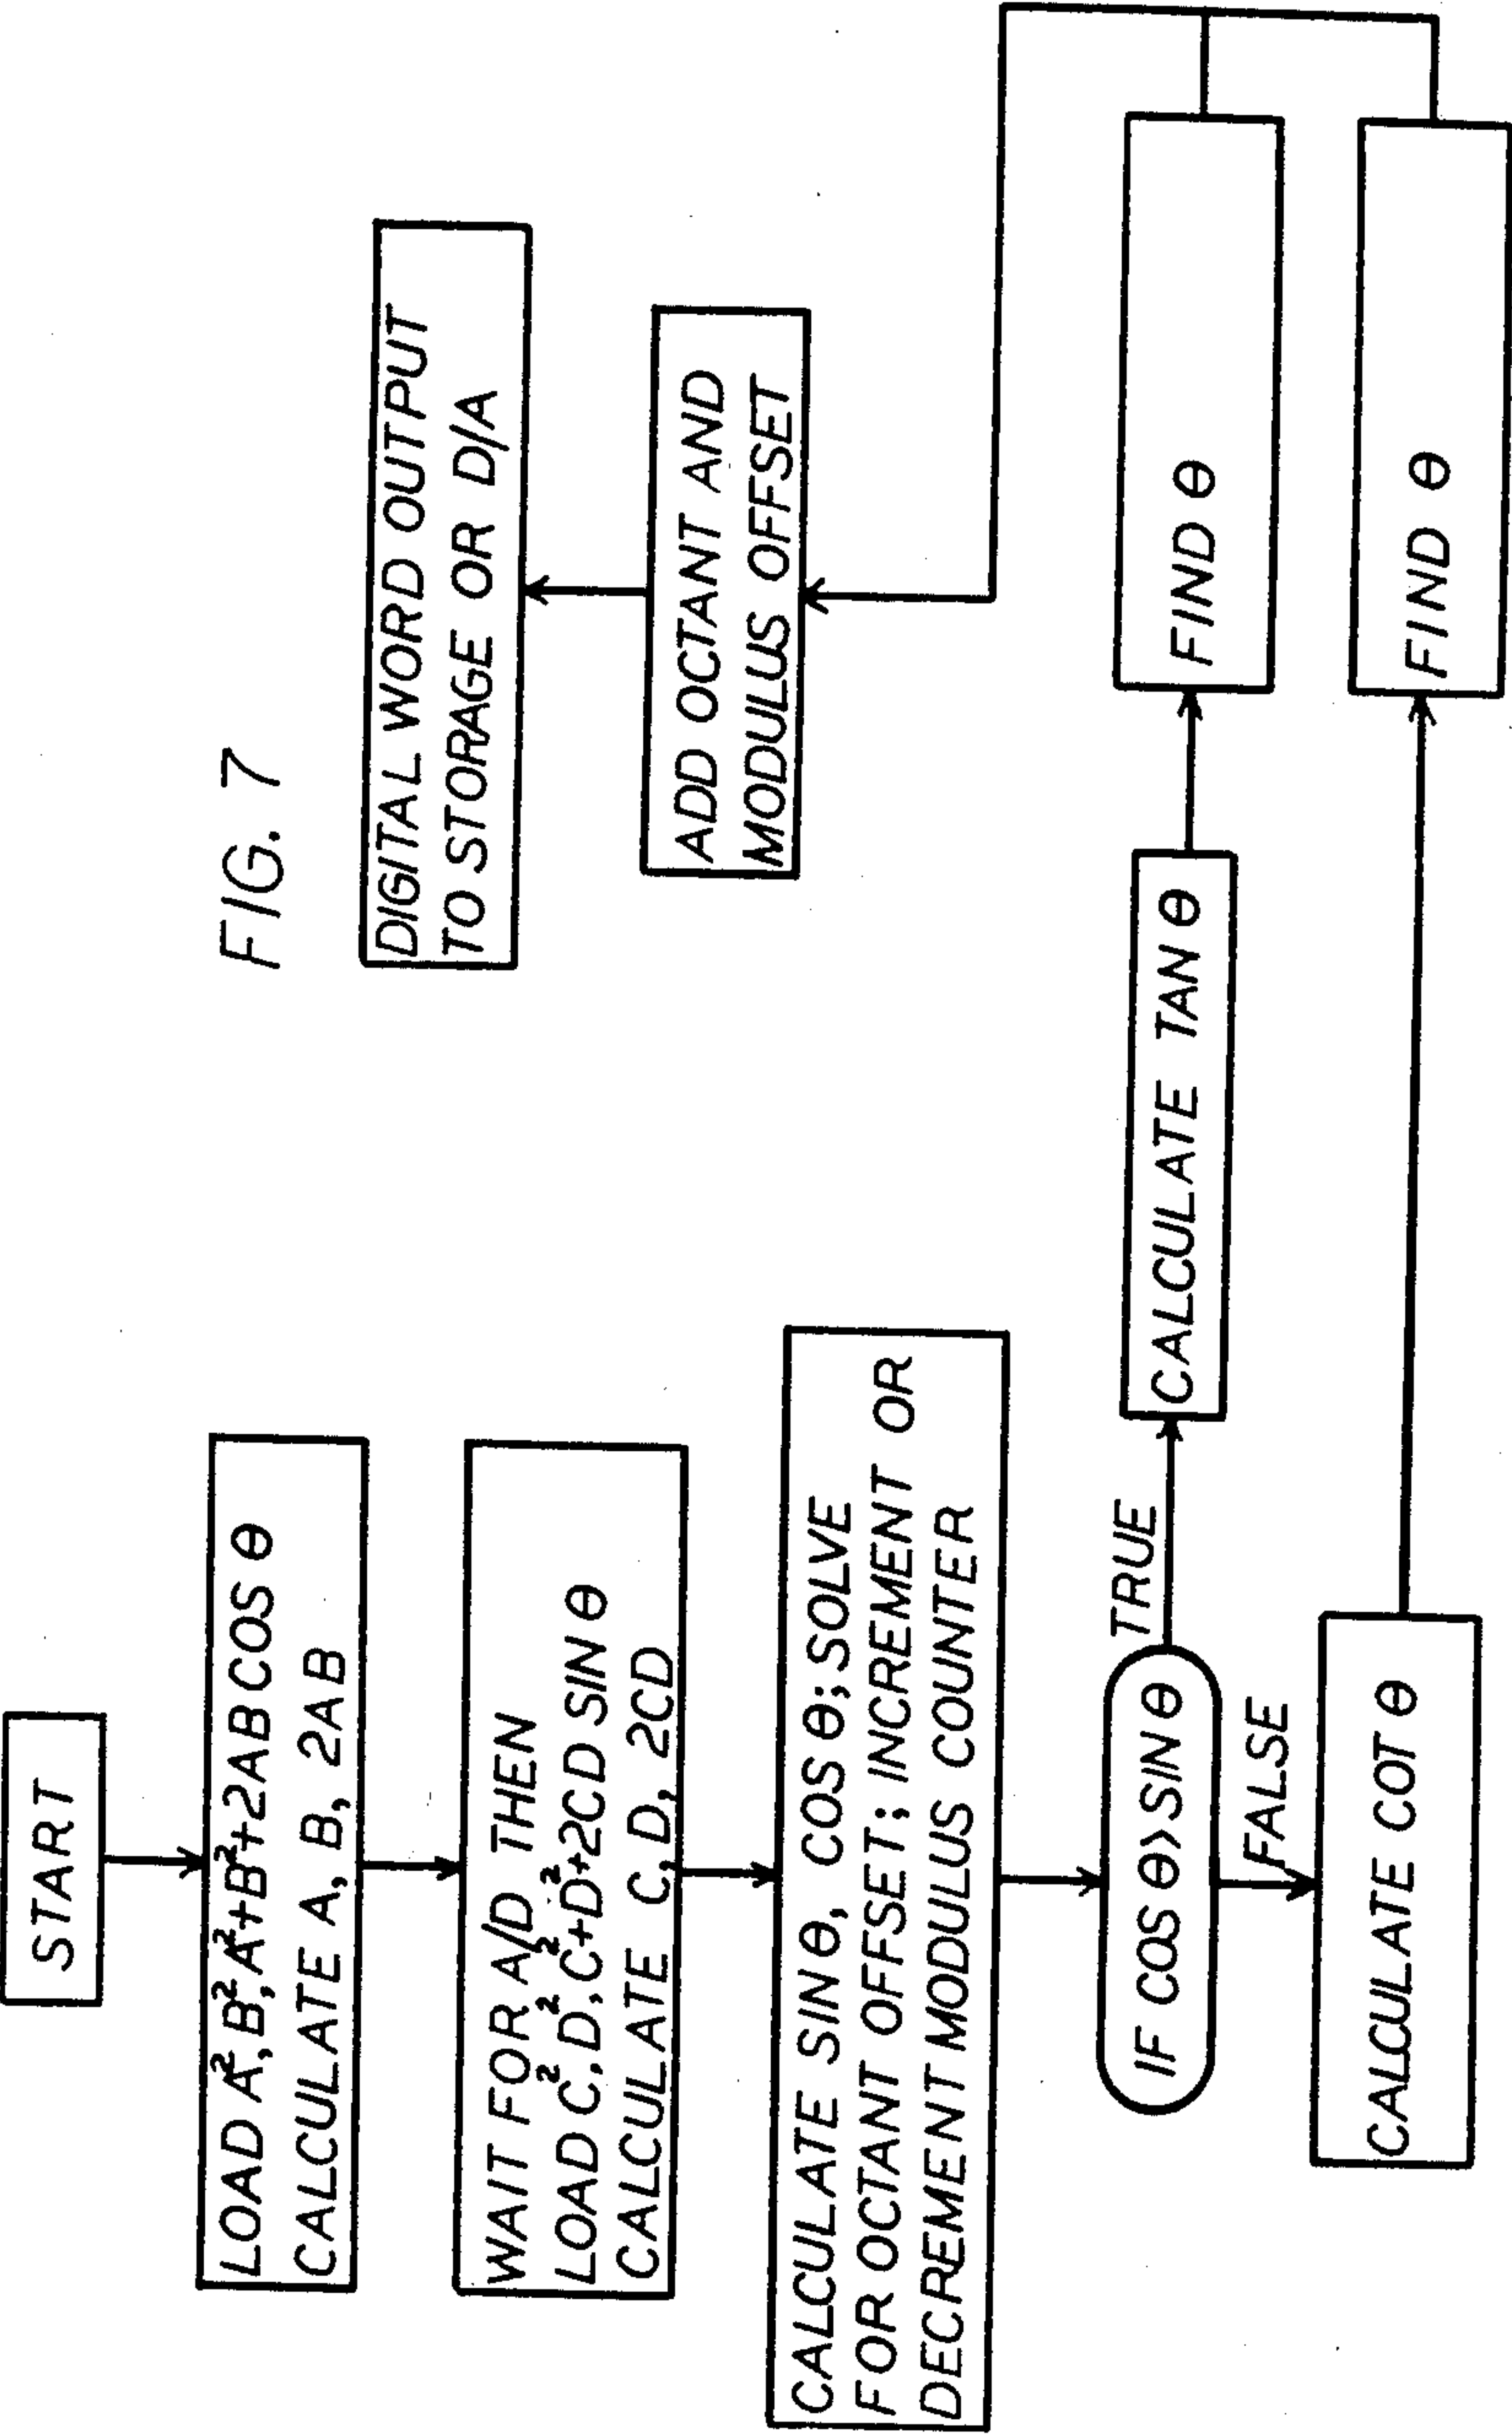 FIG. 7
START
LOAD A², B², A²+B²+2AB COS θ
CALCULATE A, B, 2AB
WAIT FOR A/D THEN
LOAD C², D², C²+D²+2CD SIN θ
CALCULATE C, D, 2CD
CALCULATE SIN θ, COS θ; SOLVE
FOR OCTANT OFFSET; INCREMENT OR
DECREMENT MODULUS COUNTER
IF COS θ > SIN θ
TRUE
FALSE
CALCULATE TAN θ
FIND θ
CALCULATE COT θ
FIND θ
ADD OCTANT AND
MODULUS OFFSET
DIGITAL WORD OUTPUT
TO STORAGE OR D/A